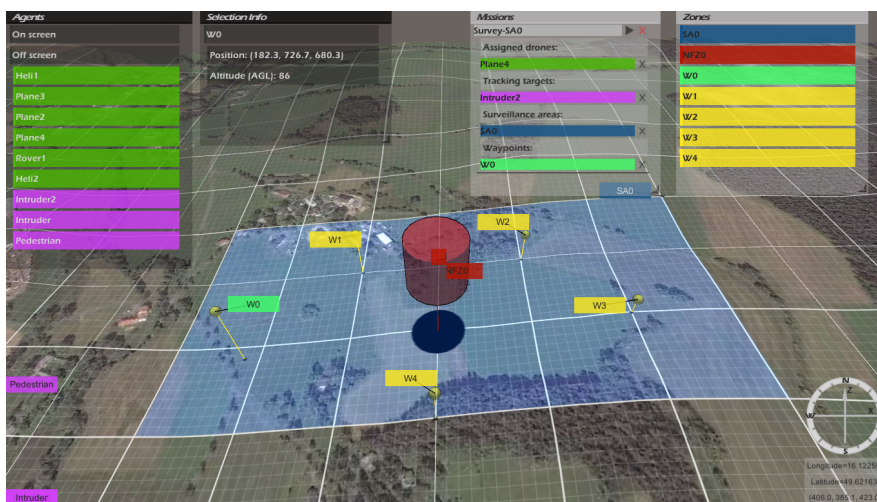 Agents
On screen
Off screen
Heli1
Plane3
Plane2
Plane4
Rover1
Heli2
Intruder2
Intruder
Pedestrian
Selection Info
W0
Position: (182.3, 726.7, 680.3)
Altitude (AGL): 86
Missions
Survey-SA0
X
Assigned drones:
Plane4 X
Tracking targets:
Intruder2 X
Surveillance areas:
SA0 X
Waypoints:
W0 X
Zones
SA0
NFZ0
W0
W1
W2
W3
W4
SA0
W2
W1
NFZ0
W0
W3
W4
Pedestrian
Intruder
N
Z
W
X
S
Longitude=16.1225
Latitude=49.62163